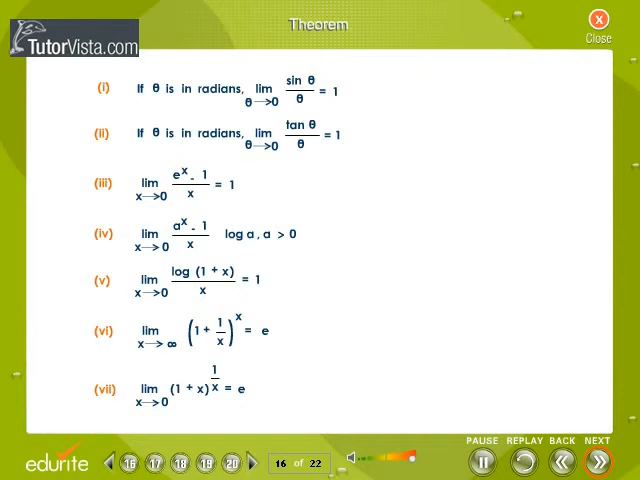 Theorem
TutorVista.com
Close
(i) If θ is in radians, lim θ→0 sin θ / θ = 1
(ii) If θ is in radians, lim θ→0 tan θ / θ = 1
(iii) lim x→0 e^x - 1 / x = 1
(iv) lim x→0 a^x - 1 / x log a, a > 0
(v) lim x→0 log (1 + x) / x = 1
(vi) lim x→∞ (1 + 1/x)^x = e
(vii) lim x→0 (1 + x)^1/x = e
PAUSE REPLAY BACK NEXT
edurite 16 17 18 19 20 16 of 22